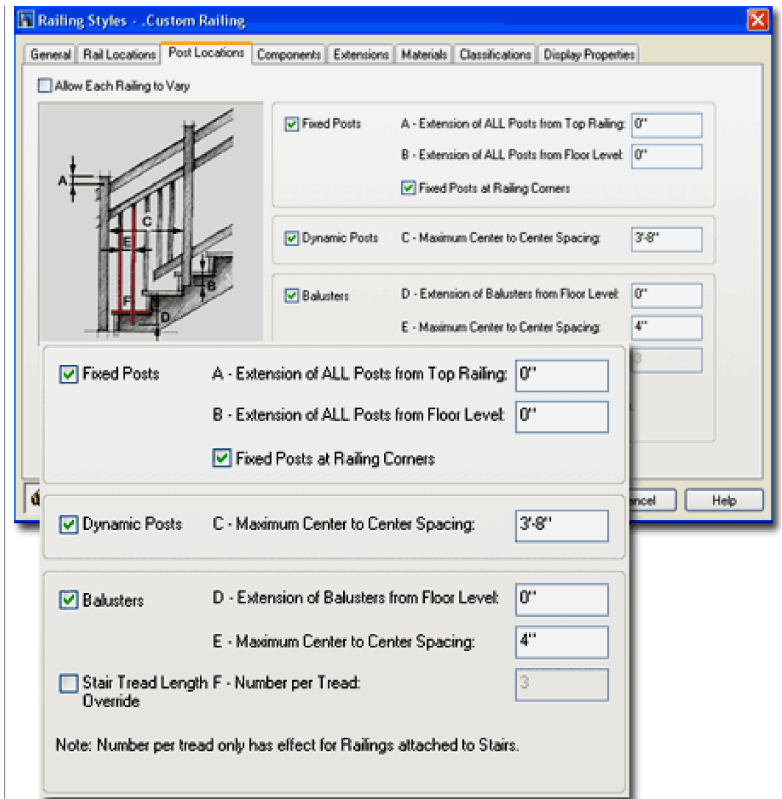 Railing Styles - .Custom Railing
General Rail Locations Post Locations Components Extensions Materials Classifications Display Properties
Allow Each Railing to Vary
A
C
E
B
F
D
Fixed Posts A - Extension of ALL Posts from Top Railing: 0"
B - Extension of ALL Posts from Floor Level: 0"
Fixed Posts at Railing Corners
Dynamic Posts C - Maximum Center to Center Spacing: 3'-8"
Balusters D - Extension of Balusters from Floor Level: 0"
E - Maximum Center to Center Spacing: 4"
3
Help
Fixed Posts A - Extension of ALL Posts from Top Railing: 0"
B - Extension of ALL Posts from Floor Level: 0"
Fixed Posts at Railing Corners
Dynamic Posts C - Maximum Center to Center Spacing: 3'-8"
Balusters D - Extension of Balusters from Floor Level: 0"
E - Maximum Center to Center Spacing: 4"
Stair Tread Length F - Number per Tread: 3
Override
Note: Number per tread only has effect for Railings attached to Stairs.